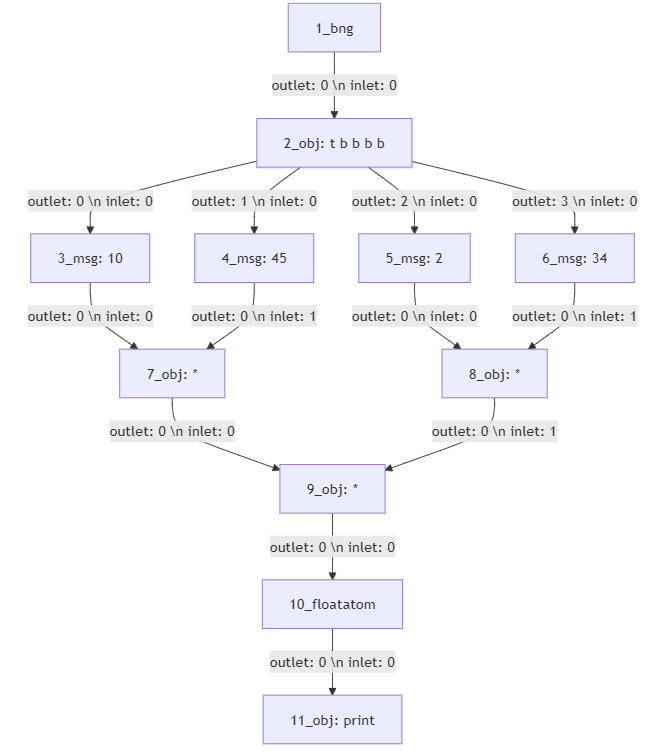 1_bng
outlet: 0 \n inlet: 0
2_obj: t b b b b
outlet: 0 \n inlet: 0
outlet: 1 \n inlet: 0
outlet: 2 \n inlet: 0
outlet: 3 \n inlet: 0
3_msg: 10
4_msg: 45
5_msg: 2
6_msg: 34
outlet: 0 \n inlet: 0
outlet: 0 \n inlet: 1
outlet: 0 \n inlet: 0
outlet: 0 \n inlet: 1
7_obj: *
8_obj: *
outlet: 0 \n inlet: 0
outlet: 0 \n inlet: 1
9_obj: *
outlet: 0 \n inlet: 0
10_floatatom
outlet: 0 \n inlet: 0
11_obj: print